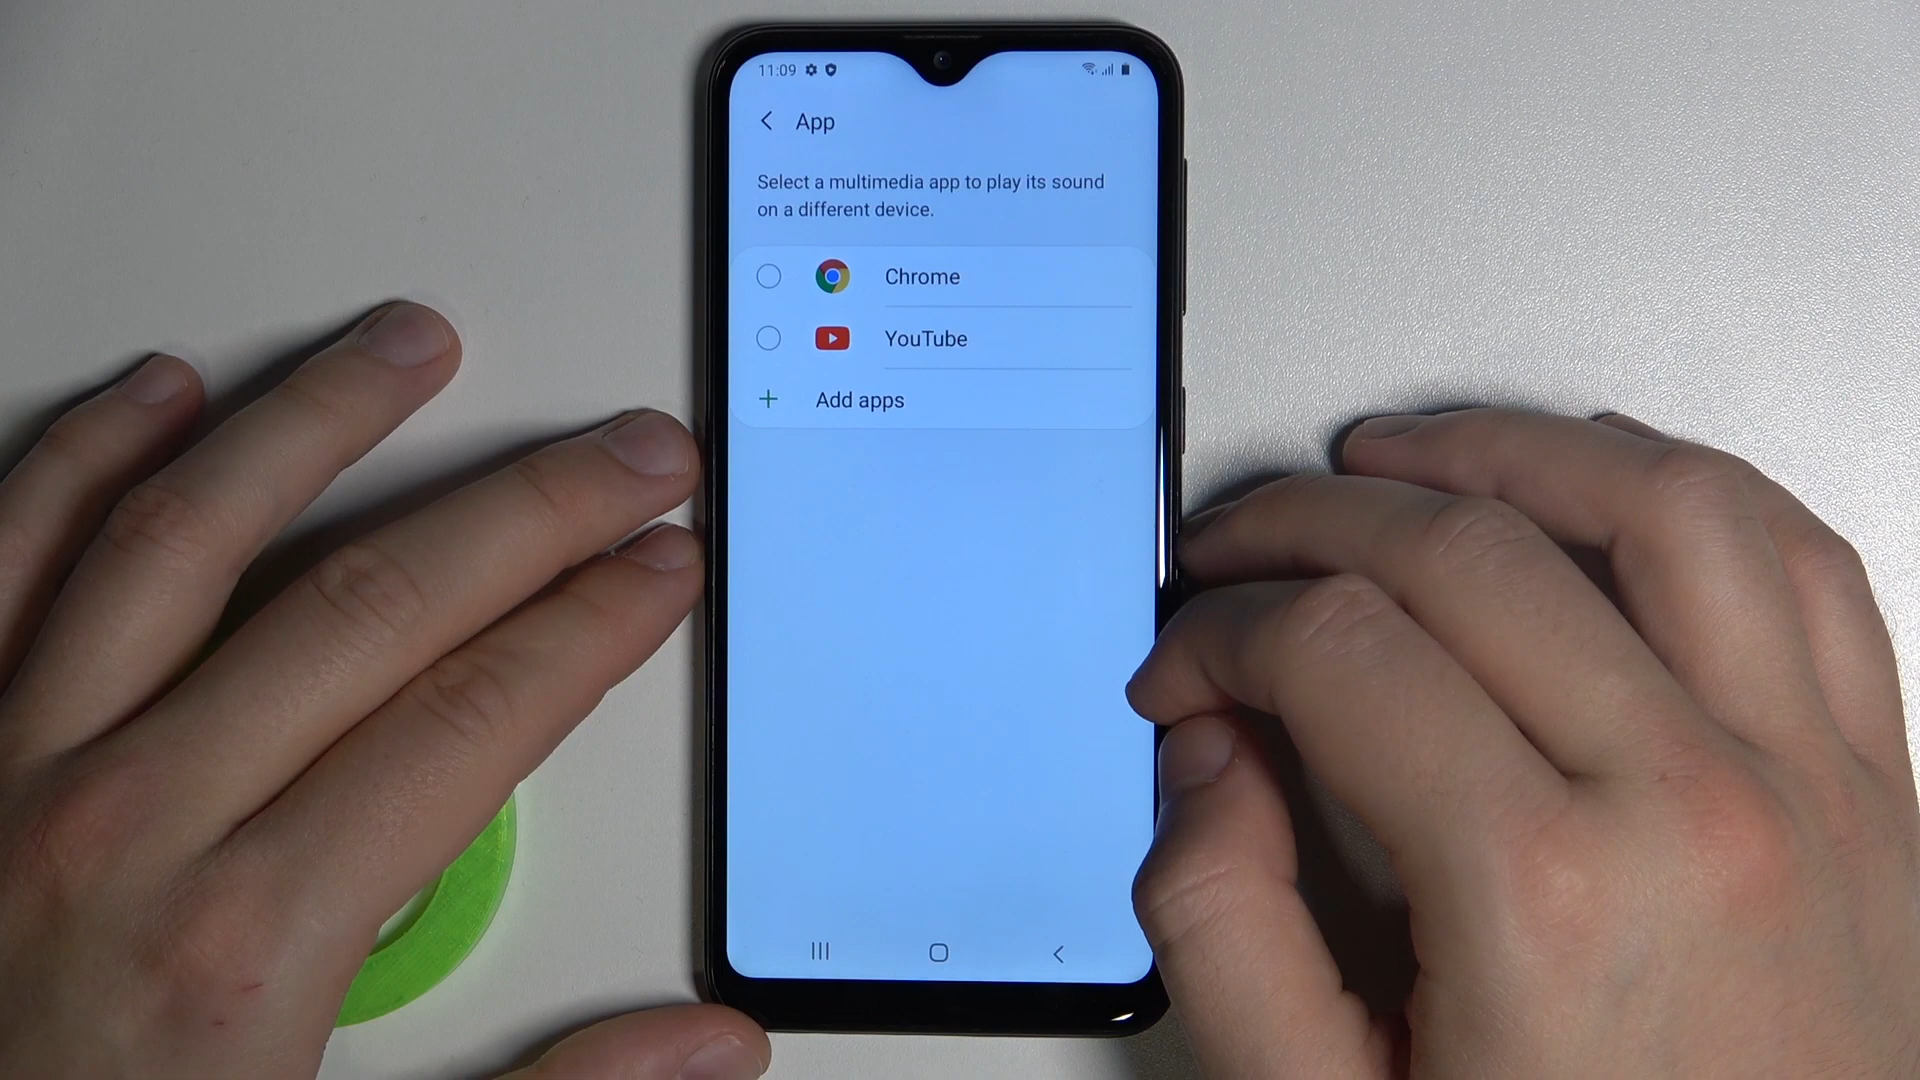 11:09
App
Select a multimedia app to play its sound
on a different device.
Chrome
YouTube
Add apps